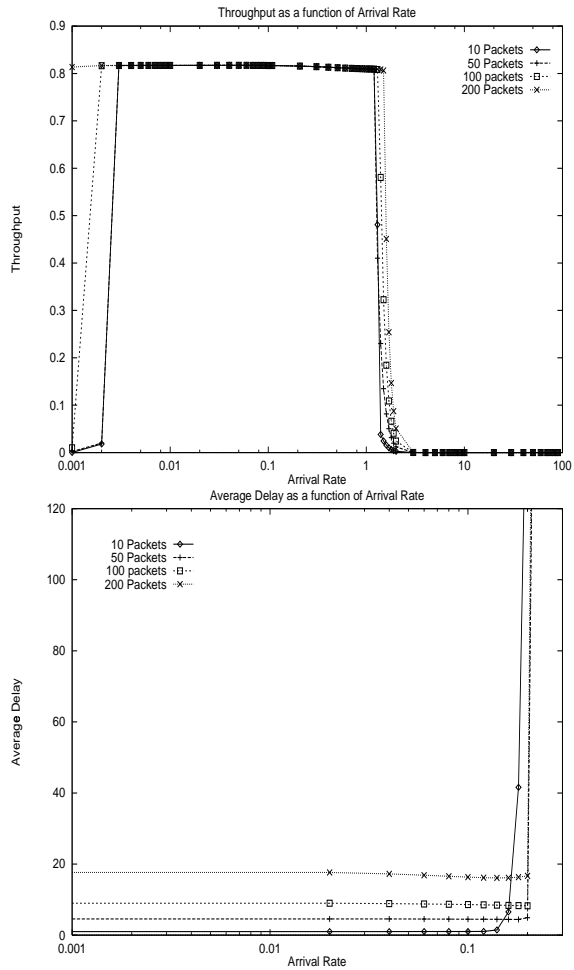 Throughput as a function of Arrival Rate
0.9
0.8
0.7
0.6
0.5
0.4
0.3
0.2
0.1
0
Throughput
10 Packets
50 Packets
100 packets
200 Packets
0.001 0.01 0.1 1 10 100
Arrival Rate
Average Delay as a function of Arrival Rate
120
100
80
60
40
20
0
Average Delay
10 Packets
50 Packets
100 packets
200 Packets
0.001 0.01 0.1
Arrival Rate